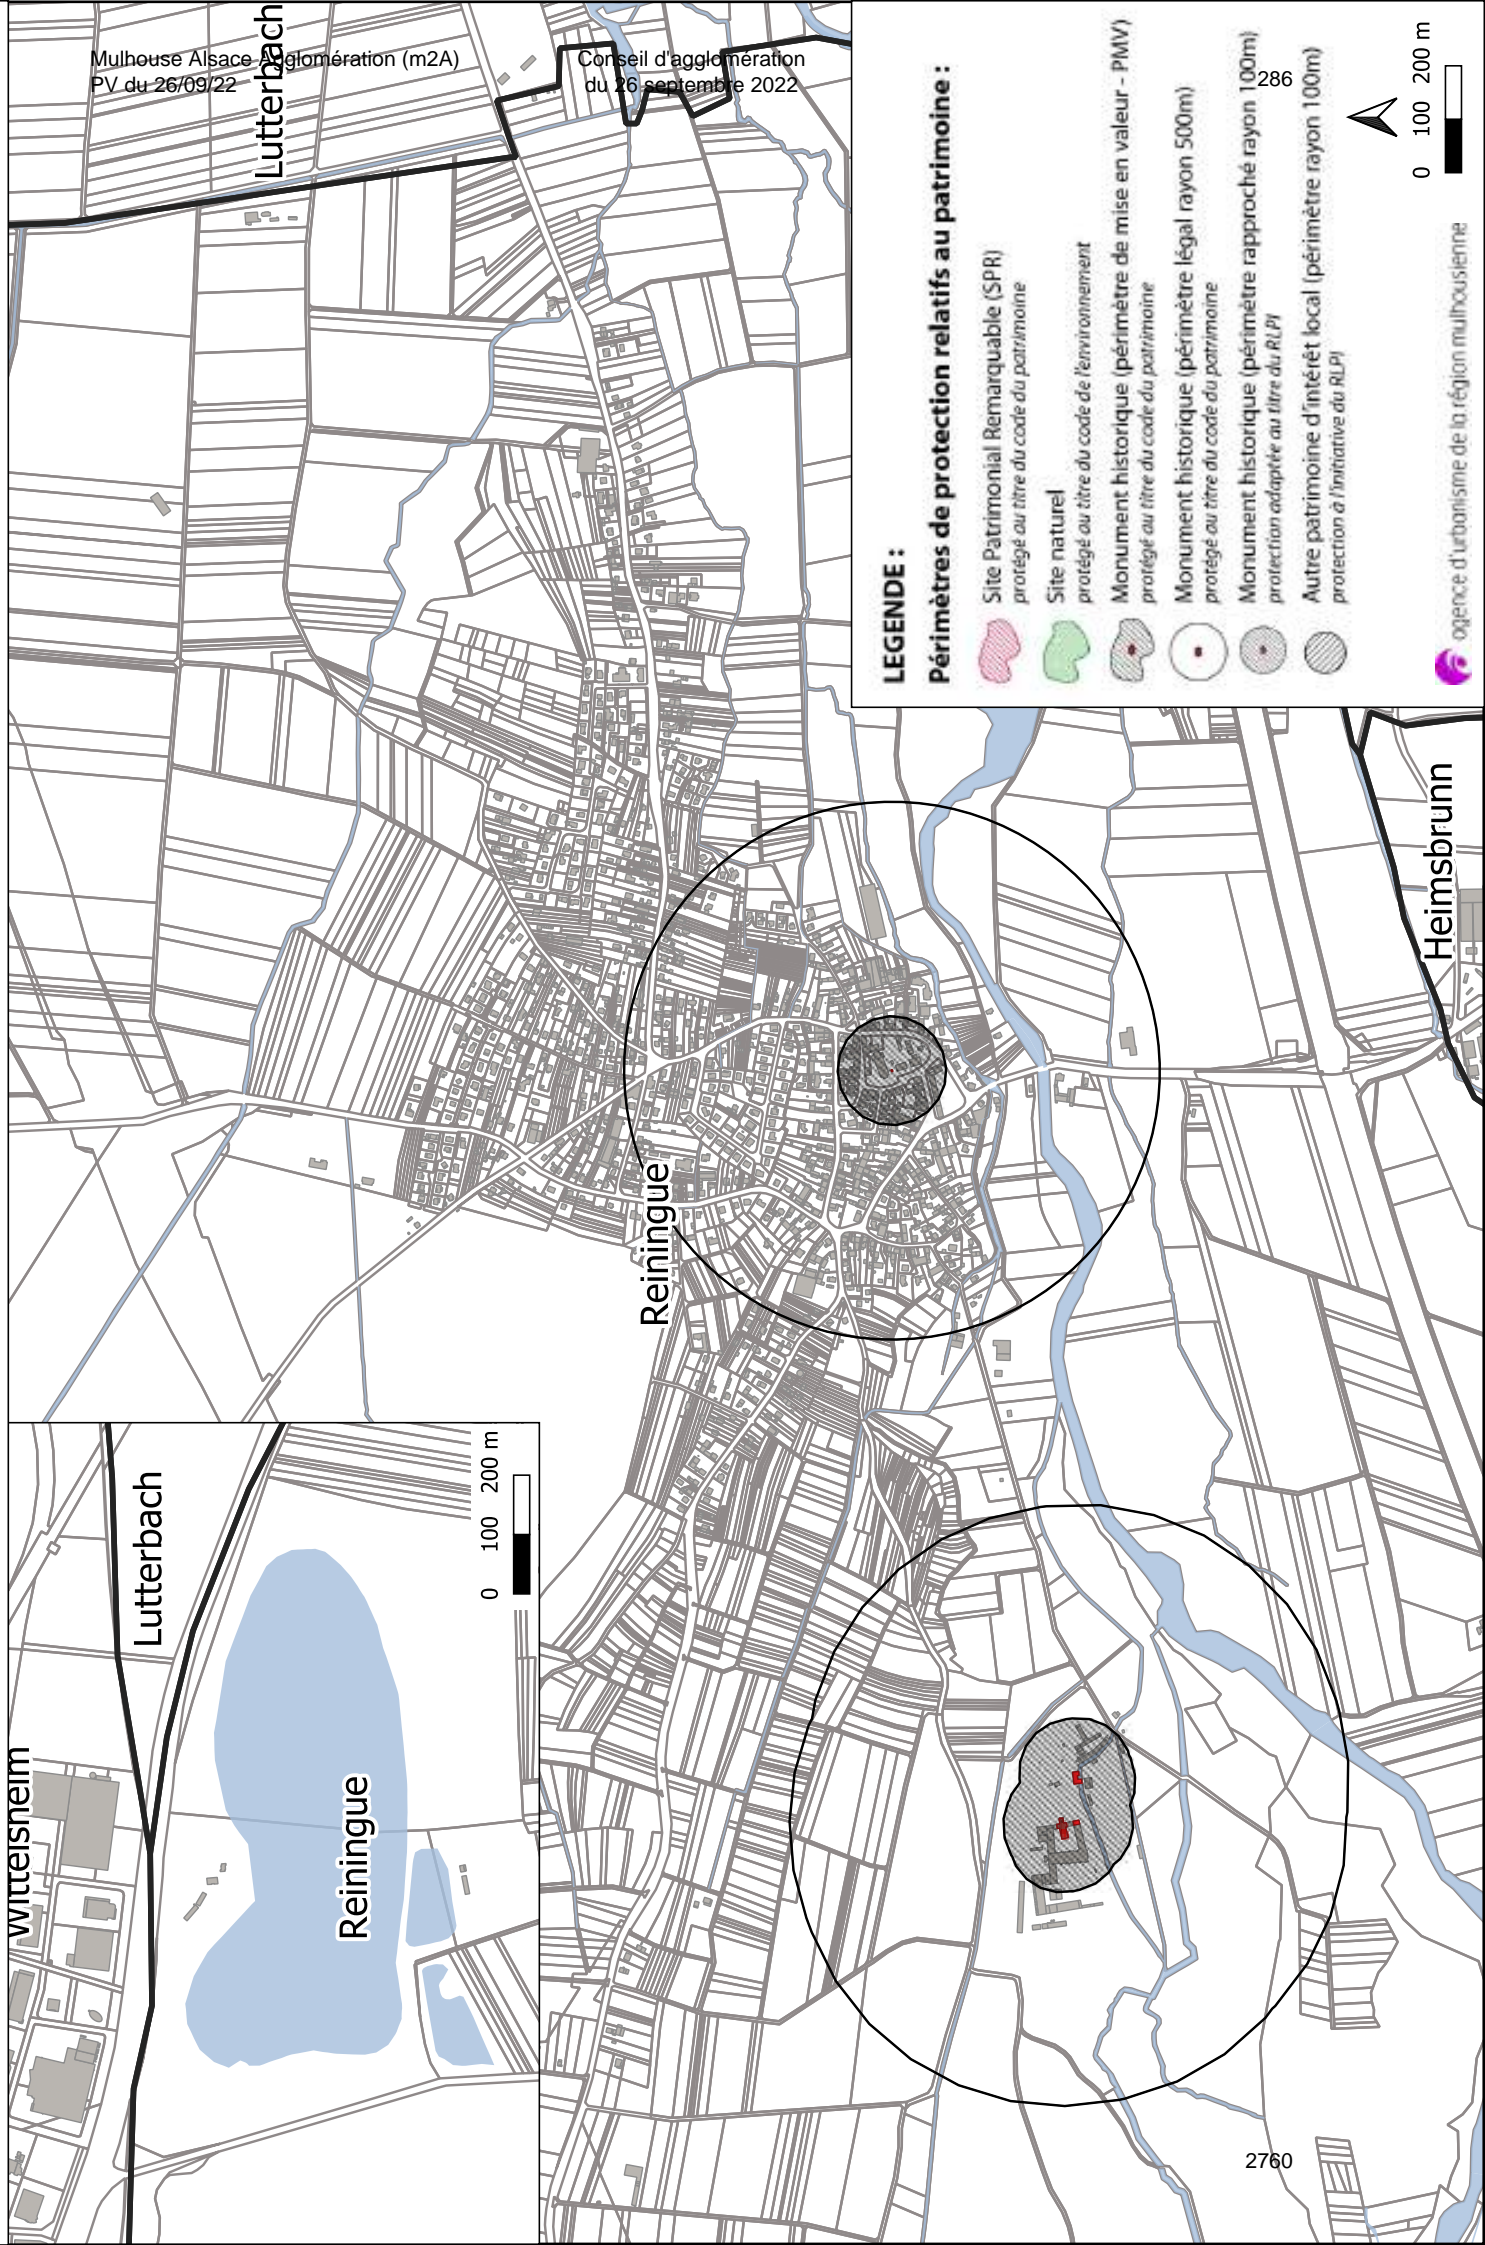 Mulhouse Alsace Agglomération (m2A)
PV du 26/09/22
Conseil d'agglomération
du 26 septembre 2022
286
Lutterbach
LEGENDE :
Périmètres de protection relatifs au patrimoine :
Site Patrimonial Remarquable (SPR)
protégé au titre du code du patrimoine
Site naturel
protégé au titre du code de l'environnement
Monument historique (périmètre de mise en valeur - PMV)
protégé au titre du code du patrimoine
Monument historique (périmètre légal rayon 500m)
protégé au titre du code du patrimoine
Monument historique (périmètre rapproché rayon 100m)
protection adaptée au titre du RLPI
Autre patrimoine d'intérêt local (périmètre rayon 100m)
protection à l'initiative du RLPI
0 100 200 m
agence d'urbanisme de la région mulhousienne
Reiningue
Heimsbrunn
Wittelsheim
Lutterbach
Reiningue
0 100 200 m
2760